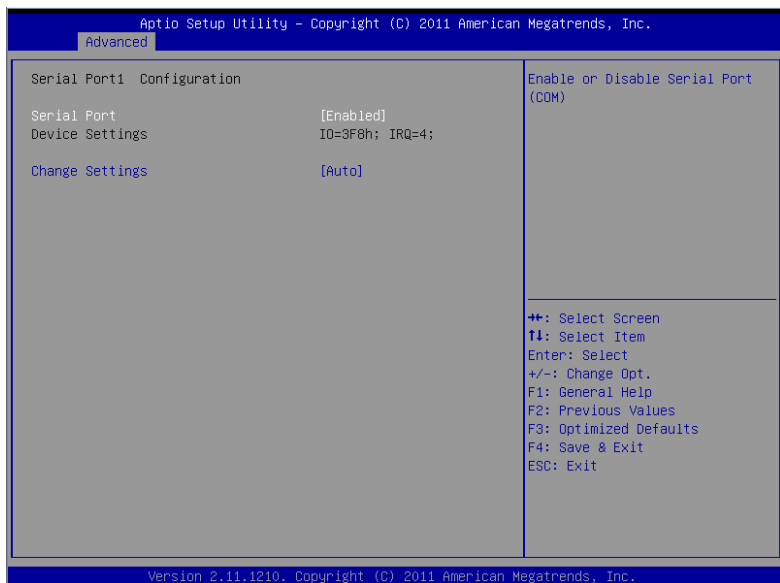 Aptio Setup Utility – Copyright (C) 2011 American Megatrends, Inc.
Advanced
Serial Port1 Configuration
Serial Port [Enabled]
Device Settings IO=3F8h; IRQ=4;
Change Settings [Auto]
Enable or Disable Serial Port
(COM)
→←: Select Screen
↑↓: Select Item
Enter: Select
+/-: Change Opt.
F1: General Help
F2: Previous Values
F3: Optimized Defaults
F4: Save & Exit
ESC: Exit
Version 2.11.1210. Copyright (C) 2011 American Megatrends, Inc.